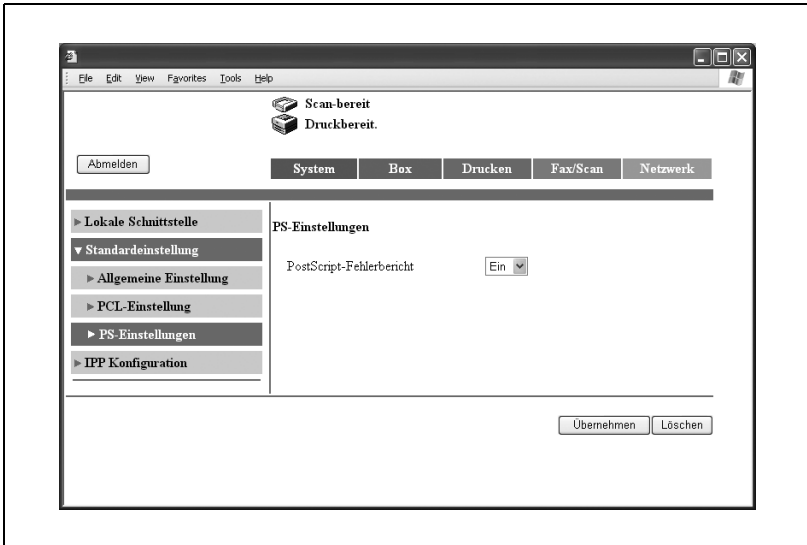 File Edit View Favorites Tools Help
Scan-bereit
Druckbereit.
Abmelden
System Box Drucken Fax/Scan Netzwerk
Lokale Schnittstelle
Standardeinstellung
Allgemeine Einstellung
PCL-Einstellung
PS-Einstellungen
IPP Konfiguration
PS-Einstellungen
PostScript-Fehlerbericht Ein
Übernehmen Löschen